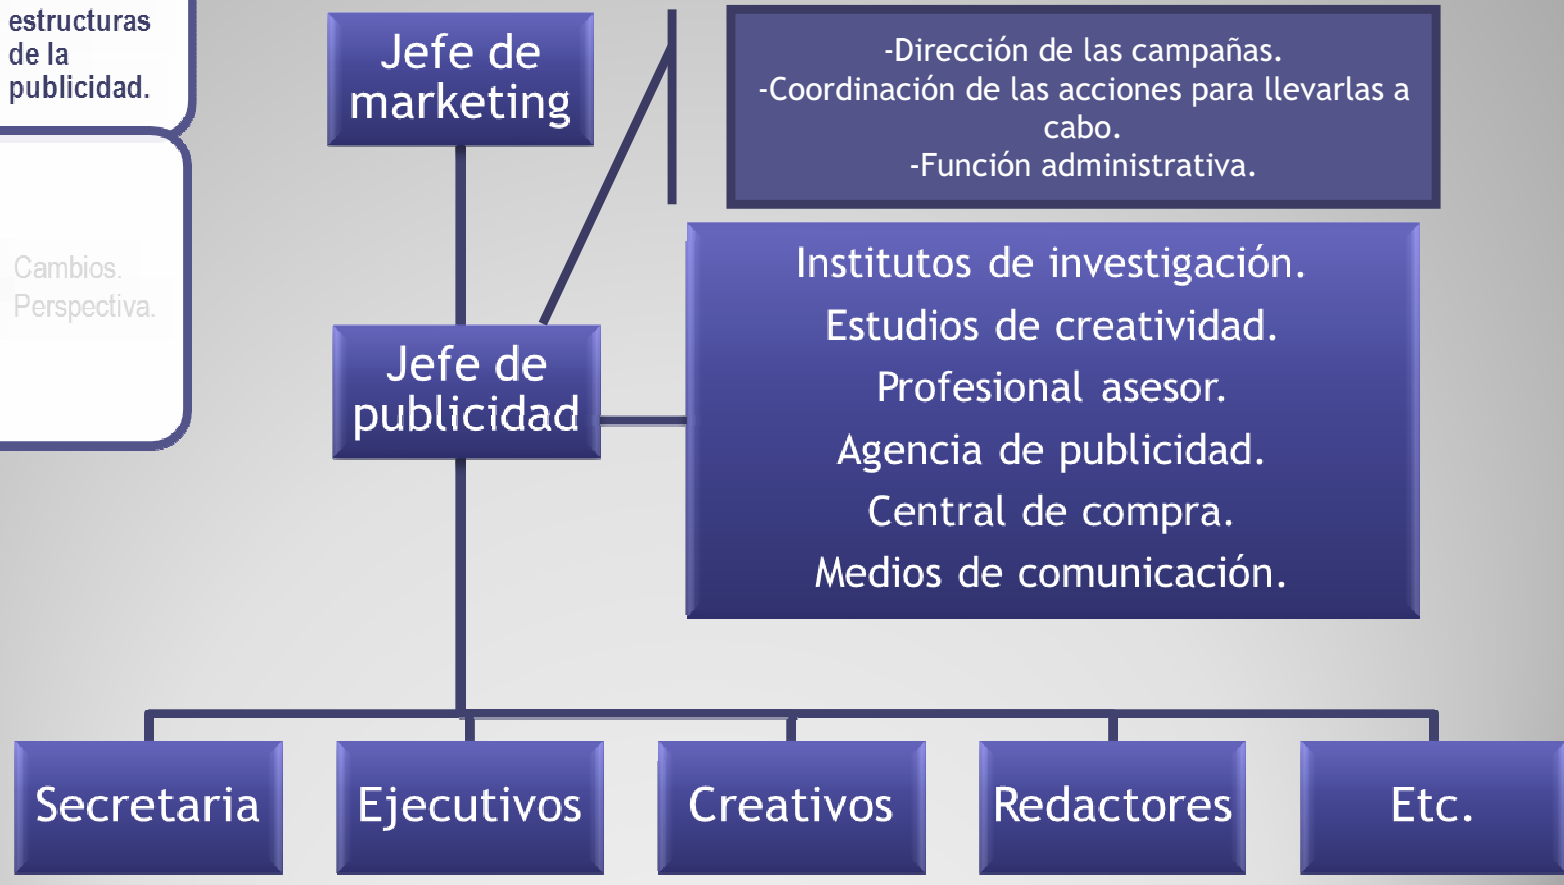 estructuras
de la
publicidad.
Cambios.
Perspectiva.
Jefe de
marketing
-Dirección de las campañas.
-Coordinación de las acciones para llevarlas a
cabo.
-Función administrativa.
Jefe de
publicidad
Institutos de investigación.
Estudios de creatividad.
Profesional asesor.
Agencia de publicidad.
Central de compra.
Medios de comunicación.
Secretaria
Ejecutivos
Creativos
Redactores
Etc.